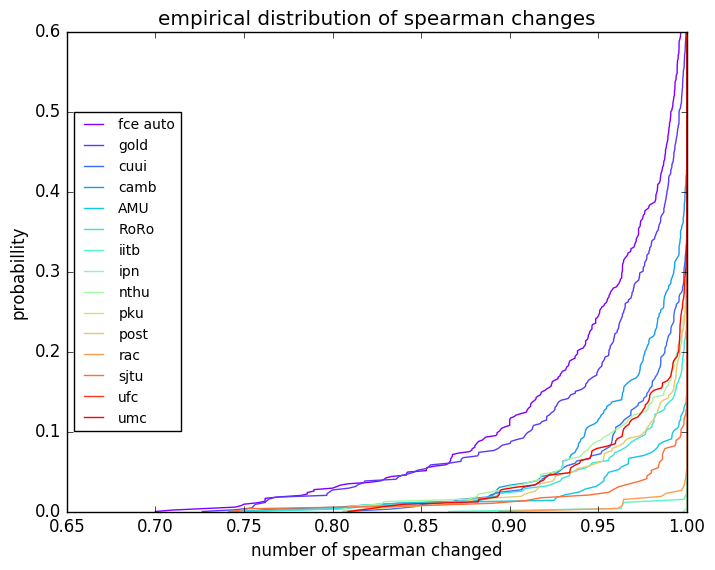 empirical distribution of spearman changes
0.6
0.5
0.4
0.3
0.2
0.1
0.0
probabillity
fce auto
gold
cuui
camb
AMU
RoRo
iitb
ipn
nthu
pku
post
rac
sjtu
ufc
umc
0.65 0.70 0.75 0.80 0.85 0.90 0.95 1.00
number of spearman changed